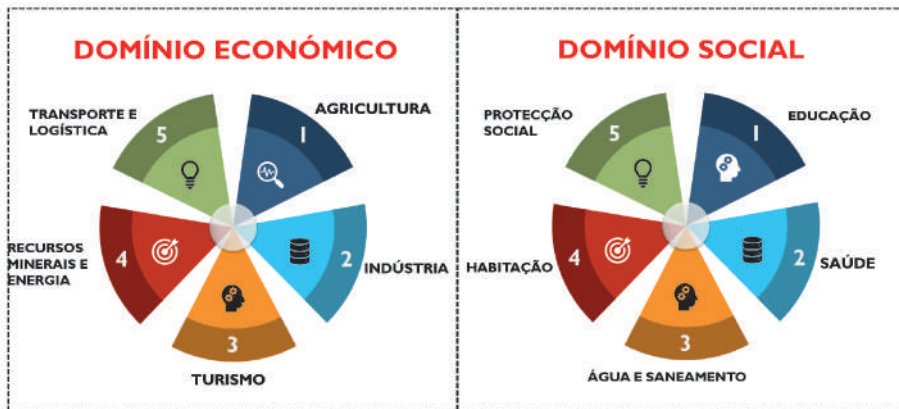 DOMÍNIO ECONÓMICO
TRANSPORTE E
LOGÍSTICA
5
1
AGRICULTURA
RECURSOS
MINERAIS E
ENERGIA
4
2
INDÚSTRIA
3
TURISMO
DOMÍNIO SOCIAL
PROTECÇÃO
SOCIAL
5
1
EDUCAÇÃO
HABITAÇÃO
4
2
SAÚDE
3
ÁGUA E SANEAMENTO